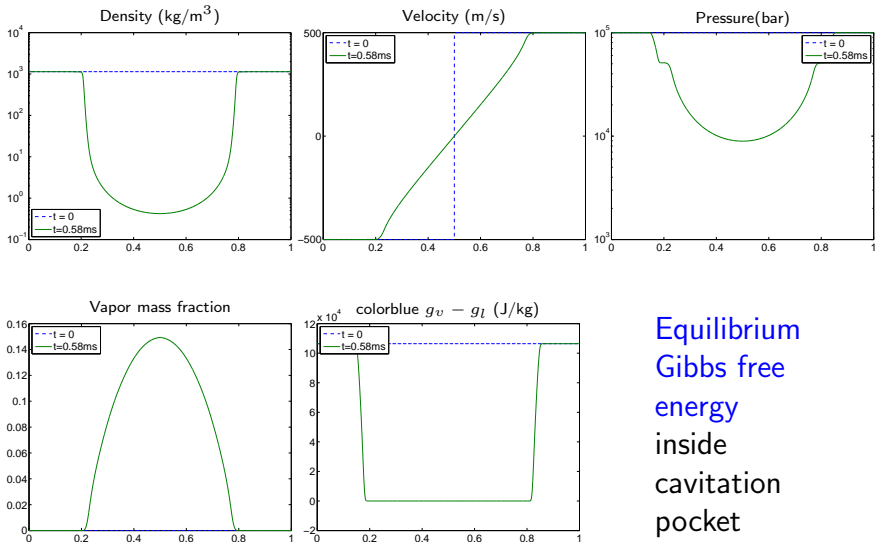 Density (kg/m³)
10⁴
10³
10²
10¹
10⁰
10⁻¹
t = 0
t=0.58ms
0 0.2 0.4 0.6 0.8 1
Velocity (m/s)
500
0
−500
t = 0
t=0.58ms
0 0.2 0.4 0.6 0.8 1
Pressure(bar)
10⁵
10⁴
10³
t = 0
t=0.58ms
0 0.2 0.4 0.6 0.8 1
Vapor mass fraction
0.16
0.14
0.12
0.1
0.08
0.06
0.04
0.02
0
t = 0
t=0.58ms
0 0.2 0.4 0.6 0.8 1
colorblue g_v − g_l (J/kg)
x 10⁴
12
10
8
6
4
2
0
−2
t = 0
t=0.58ms
0 0.2 0.4 0.6 0.8 1
Equilibrium
Gibbs free
energy
inside
cavitation
pocket